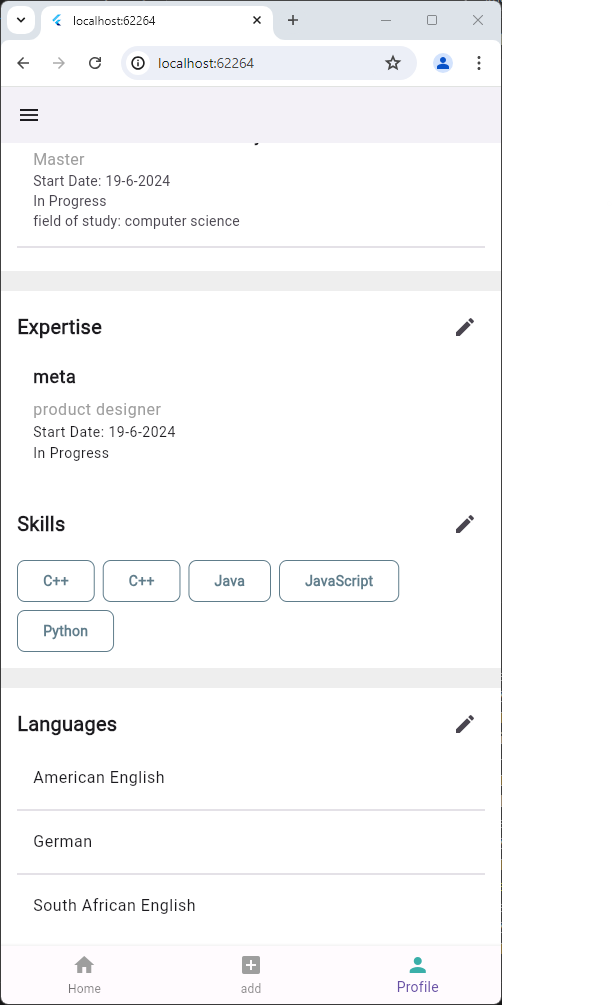 localhost:62264
localhost:62264
Master
Start Date: 19-6-2024
In Progress
field of study: computer science
Expertise
meta
product designer
Start Date: 19-6-2024
In Progress
Skills
C++ C++ Java JavaScript
Python
Languages
American English
German
South African English
Home add Profile